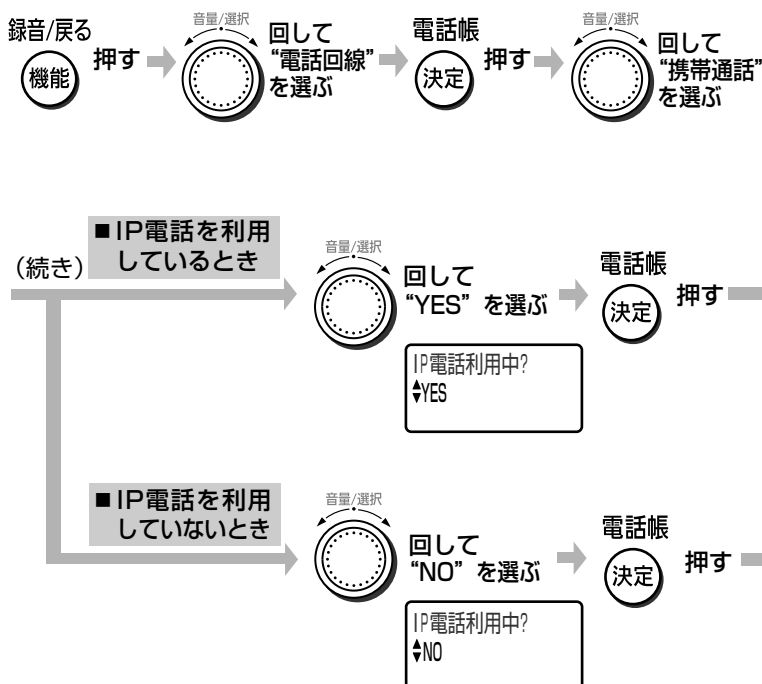 録音/戻る
機能
押す
音量/選択
回して
“電話回線”
を選ぶ
電話帳
決定
押す
音量/選択
回して
“携帯通話”
を選ぶ
(続き)
■IP電話を利用
しているとき
音量/選択
回して
“YES” を選ぶ
電話帳
決定
押す
IP電話利用中?
YES
■IP電話を利用
していないとき
音量/選択
回して
“NO” を選ぶ
電話帳
決定
押す
IP電話利用中?
NO